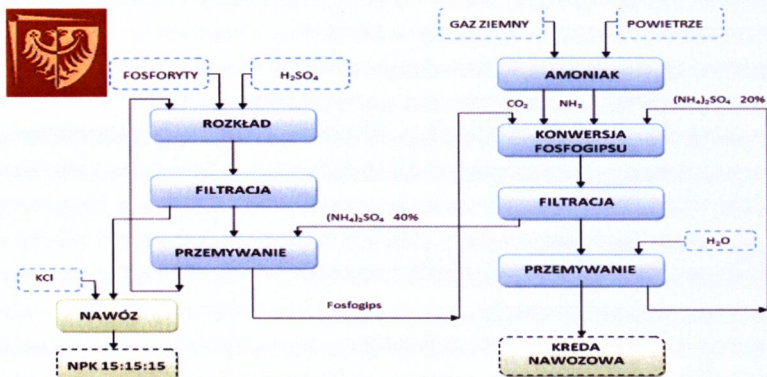 GAZ ZIEMNY
POWIETRZE
FOSFORYTY
H₂SO₄
AMONIAK
CO₂
NH₃
(NH₄)₂SO₄ 20%
ROZKŁAD
KONWERSJA
FOSFOGIPSU
FILTRACJA
FILTRACJA
(NH₄)₂SO₄ 40%
PRZEMYWANIE
H₂O
PRZEMYWANIE
KCl
Fosfogips
NAWÓZ
NPK 15:15:15
KREDA
NAWOZOWA